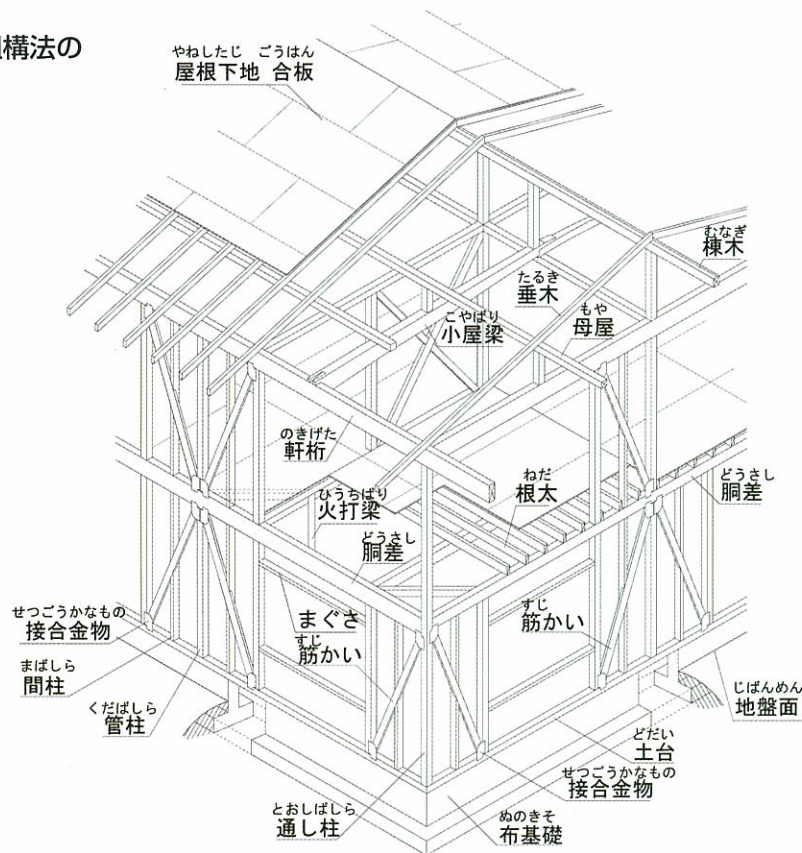 構法の
やねしたじ ごうはん
屋根下地 合板
むなぎ
棟木
たるき
垂木
もや
母屋
こやばり
小屋梁
のきげた
軒桁
ねだ
根太
どうさし
胴差
ひうちばり
火打梁
どうさし
胴差
まぐさ
すじ
筋かい
すじ
筋かい
せつごうかなもの
接合金物
まばしら
間柱
くだばしら
管柱
じばんめん
地盤面
どだい
土台
せつごうかなもの
接合金物
とおしばしら
通し柱
ぬのきそ
布基礎